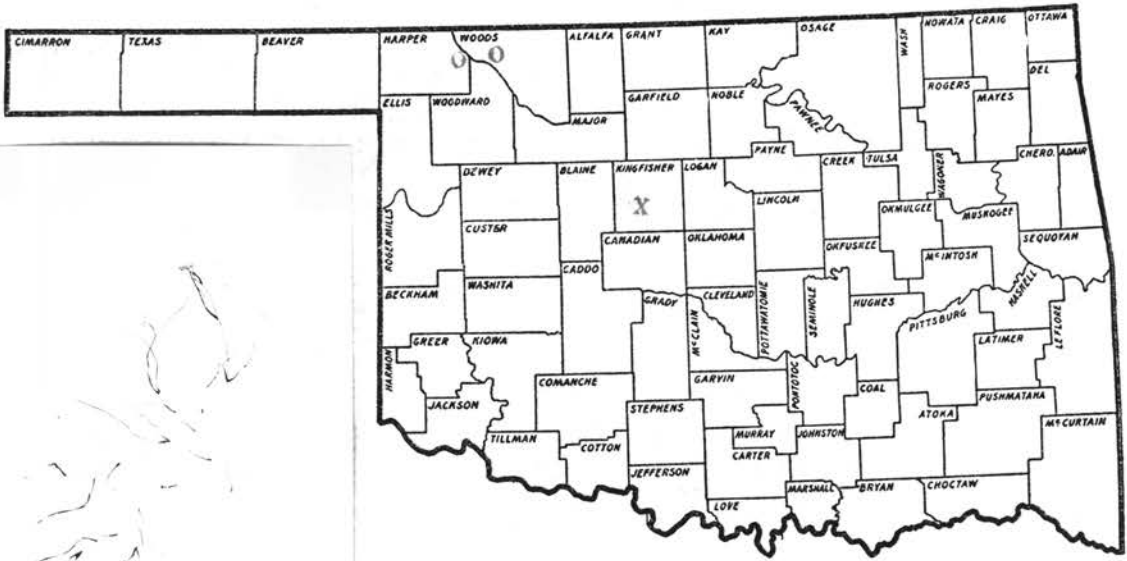 CIMARRON TEXAS BEAVER HARPER WOODS ALFALFA GRANT KAY OSAGE WASH NOWATA CRAIG OTTAWA
O O
DEL
ELLIS WOODWARD GARFIELD NOBLE PAWNEE ROGERS MAYES
MAJOR
PAYNE CREEK TULSA WAGONER CHERO. ADAIR
DEWEY BLAINE KINGFISHER LOGAN
LINCOLN
X
OKMULGEE MUSKOGEE
ROGER MILLS CUSTER CANADIAN OKLAHOMA OKFUSKEE McINTOSH SEQUOYAH
CADDO
BECKHAM WASHITA GRADY CLEVELAND POTTAWATOMIE SEMINOLE HUGHES HASKELL
McCLAIN PITTSBURG LEFLORE
HARMON GREER KIOWA LATIMER
COMANCHE GARVIN PONTOTOC COAL
JACKSON STEPHENS ATOKA PUSHMATAHA
TILLMAN COTTON MURRAY JOHNSTON McCURTAIN
CARTER
JEFFERSON MARSHALL BRYAN CHOCTAW
LOVE